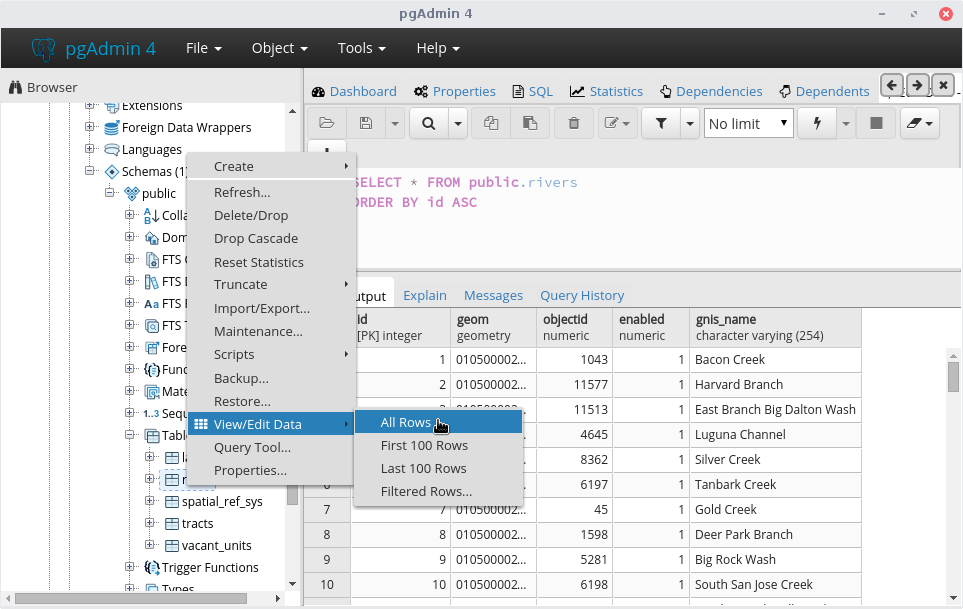 pgAdmin 4
pgAdmin 4 File Object Tools Help
Browser
Dashboard Properties SQL Statistics Dependencies Dependents
Extensions
Foreign Data Wrappers
Languages
Schemas (1)
public
Colla
Dom
FTS
FTS
FTS
FTS
Fore
Func
Mate
Sequ
Table
spatial_ref_sys
tracts
vacant_units
Trigger Functions
Types
Create
Refresh...
Delete/Drop
Drop Cascade
Reset Statistics
Truncate
Import/Export...
Maintenance...
Scripts
Backup...
Restore...
View/Edit Data
Query Tool...
Properties...
All Rows
First 100 Rows
Last 100 Rows
Filtered Rows...
No limit
SELECT * FROM public.rivers
ORDER BY id ASC
utput Explain Messages Query History
id geom objectid enabled gnis_name
[PK] integer geometry numeric numeric character varying (254)
1 010500002... 1043 1 Bacon Creek
2 010500002... 11577 1 Harvard Branch
11513 1 East Branch Big Dalton Wash
4645 1 Luguna Channel
8362 1 Silver Creek
6 6197 1 Tanbark Creek
7 7 010500002... 45 1 Gold Creek
8 8 010500002... 1598 1 Deer Park Branch
9 9 010500002... 5281 1 Big Rock Wash
10 10 010500002... 6198 1 South San Jose Creek